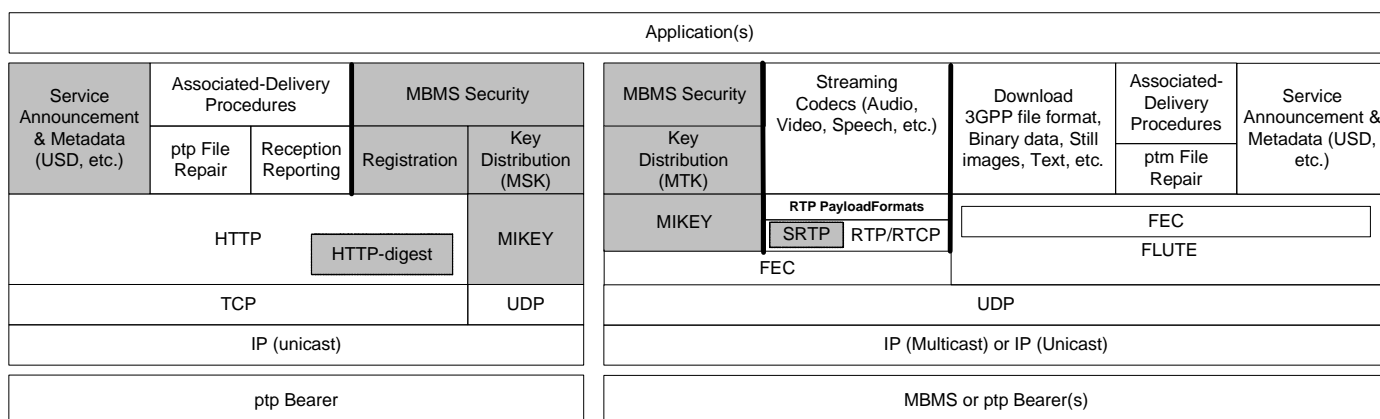 Application(s)
Service
Announcement
& Metadata
(USD, etc.)
Associated-Delivery
Procedures
ptp File
Repair
Reception
Reporting
MBMS Security
Registration
Key
Distribution
(MSK)
HTTP
HTTP-digest
MIKEY
TCP
UDP
IP (unicast)
ptp Bearer
MBMS Security
Key
Distribution
(MTK)
MIKEY
Streaming
Codecs (Audio,
Video, Speech, etc.)
RTP PayloadFormats
SRTP
RTP/RTCP
FEC
Download
3GPP file format,
Binary data, Still
images, Text, etc.
Associated-
Delivery
Procedures
ptm File
Repair
Service
Announcement &
Metadata (USD,
etc.)
FEC
FLUTE
UDP
IP (Multicast) or IP (Unicast)
MBMS or ptp Bearer(s)